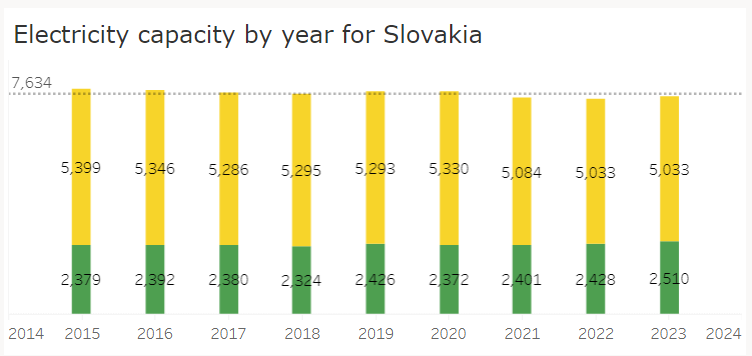 Electricity capacity by year for Slovakia
7,634
5,399 5,346 5,286 5,295 5,293 5,330 5,084 5,033 5,033
2,379 2,392 2,380 2,324 2,426 2,372 2,401 2,428 2,510
2014 2015 2016 2017 2018 2019 2020 2021 2022 2023 2024